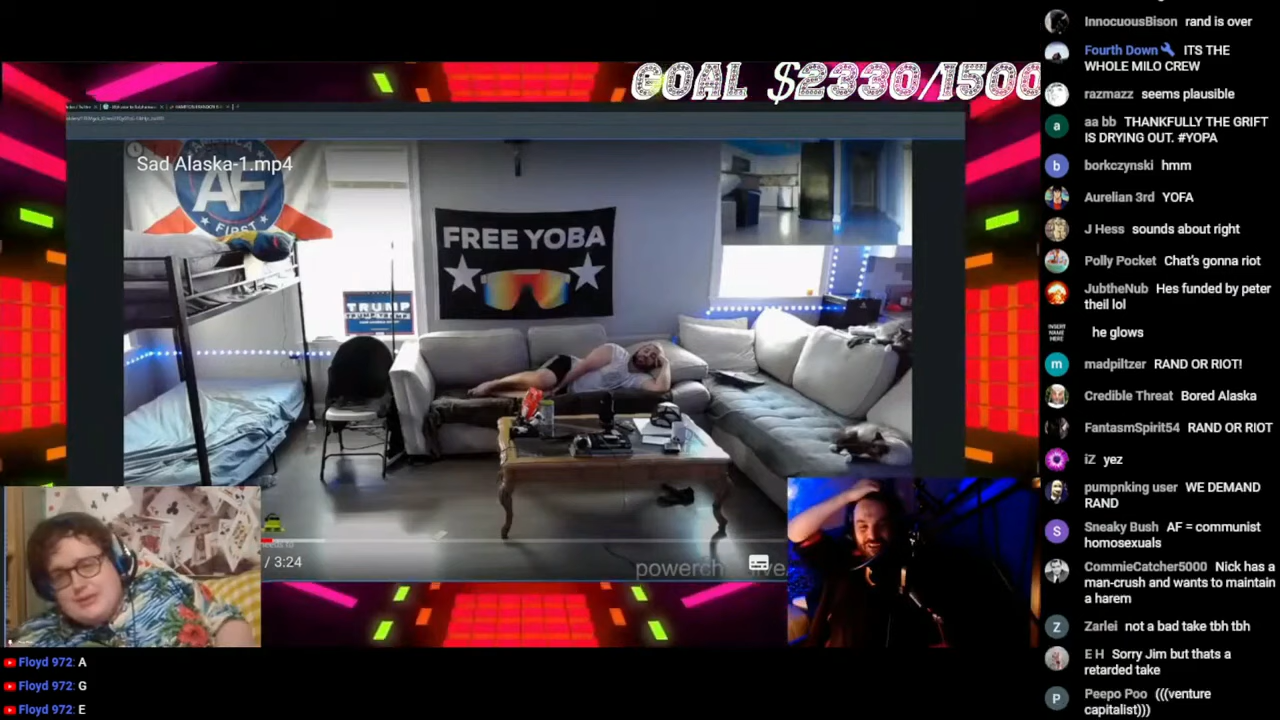 GOAL $2330/1500
Sad Alaska-1.mp4
AMERICA
AF
FIRST
FREE YOBA
TRUMP
/ 3:24
Floyd 972: A
Floyd 972: G
Floyd 972: E
InnocuousBison rand is over
Fourth Down ITS THE
WHOLE MILO CREW
razmazz seems plausible
aa bb THANKFULLY THE GRIFT
IS DRYING OUT. #YOPA
borkczynski hmm
Aurelian 3rd YOFA
J Hess sounds about right
Polly Pocket Chat's gonna riot
JubtheNub Hes funded by peter
theil lol
INSERT
NAME
HERE
he glows
madpiltzer RAND OR RIOT!
Credible Threat Bored Alaska
FantasmSpirit54 RAND OR RIOT
iZ yez
pumpnking user WE DEMAND
RAND
Sneaky Bush AF = communist
homosexuals
CommieCatcher5000 Nick has a
man-crush and wants to maintain
a harem
Zarlei not a bad take tbh tbh
E H Sorry Jim but thats a
retarded take
Peepo Poo (((venture
capitalist)))